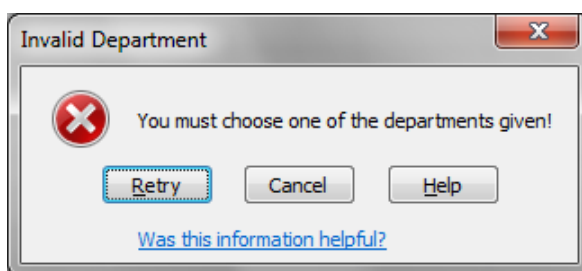 Invalid Department
You must choose one of the departments given!
Retry Cancel Help
Was this information helpful?